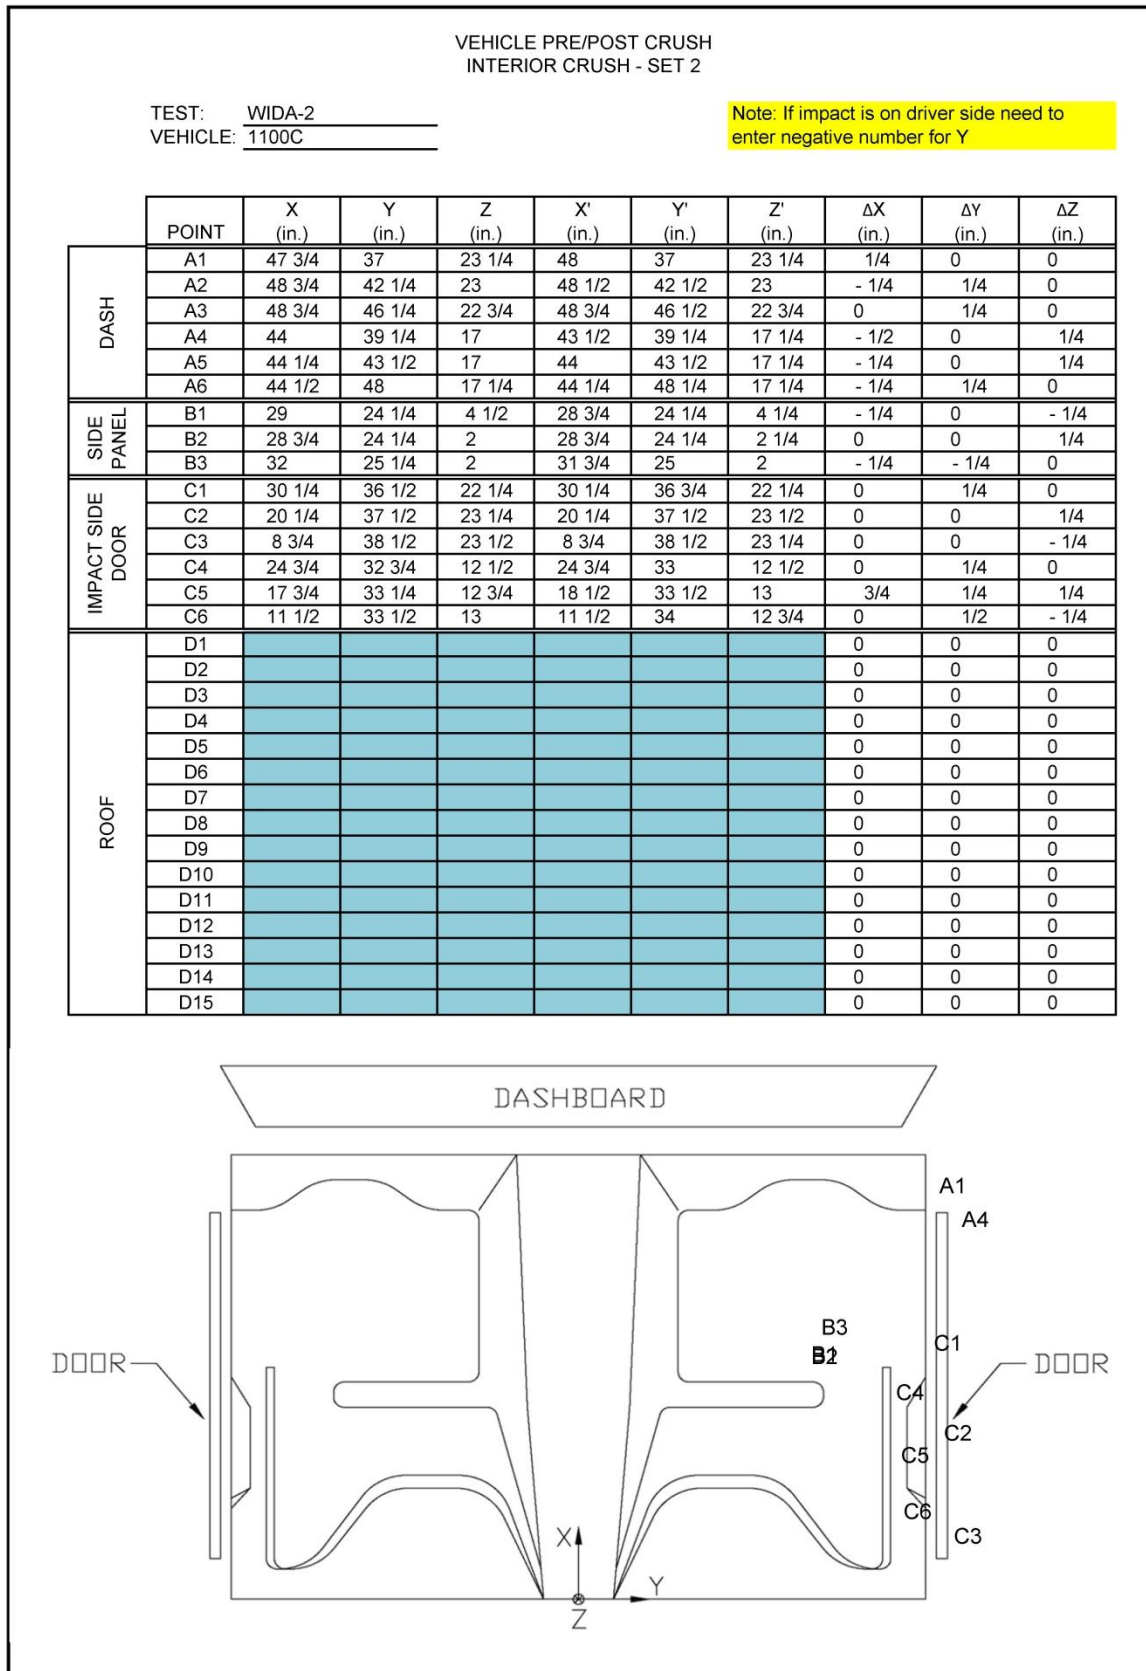 VEHICLE PRE/POST CRUSH
INTERIOR CRUSH - SET 2
TEST: WIDA-2
VEHICLE: 1100C
Note: If impact is on driver side need to
enter negative number for Y
POINT X (in.) Y (in.) Z (in.) X' (in.) Y' (in.) Z' (in.) ΔX (in.) ΔY (in.) ΔZ (in.)
DASH
A1 47 3/4 37 23 1/4 48 37 23 1/4 1/4 0 0
A2 48 3/4 42 1/4 23 48 1/2 42 1/2 23 - 1/4 1/4 0
A3 48 3/4 46 1/4 22 3/4 48 3/4 46 1/2 22 3/4 0 1/4 0
A4 44 39 1/4 17 43 1/2 39 1/4 17 1/4 - 1/2 0 1/4
A5 44 1/4 43 1/2 17 44 43 1/2 17 1/4 - 1/4 0 1/4
A6 44 1/2 48 17 1/4 44 1/4 48 1/4 17 1/4 - 1/4 1/4 0
SIDE PANEL
B1 29 24 1/4 4 1/2 28 3/4 24 1/4 4 1/4 - 1/4 0 - 1/4
B2 28 3/4 24 1/4 2 28 3/4 24 1/4 2 1/4 0 0 1/4
B3 32 25 1/4 2 31 3/4 25 2 - 1/4 - 1/4 0
IMPACT SIDE DOOR
C1 30 1/4 36 1/2 22 1/4 30 1/4 36 3/4 22 1/4 0 1/4 0
C2 20 1/4 37 1/2 23 1/4 20 1/4 37 1/2 23 1/2 0 0 1/4
C3 8 3/4 38 1/2 23 1/2 8 3/4 38 1/2 23 1/4 0 0 - 1/4
C4 24 3/4 32 3/4 12 1/2 24 3/4 33 12 1/2 0 1/4 0
C5 17 3/4 33 1/4 12 3/4 18 1/2 33 1/2 13 3/4 1/4 1/4
C6 11 1/2 33 1/2 13 11 1/2 34 12 3/4 0 1/2 - 1/4
ROOF
D1 0 0 0
D2 0 0 0
D3 0 0 0
D4 0 0 0
D5 0 0 0
D6 0 0 0
D7 0 0 0
D8 0 0 0
D9 0 0 0
D10 0 0 0
D11 0 0 0
D12 0 0 0
D13 0 0 0
D14 0 0 0
D15 0 0 0
DASHBOARD
A1
A4
B3
B1
B2
C1
DOOR
DOOR
C4
C2
C5
C6
C3
X
Y
Z